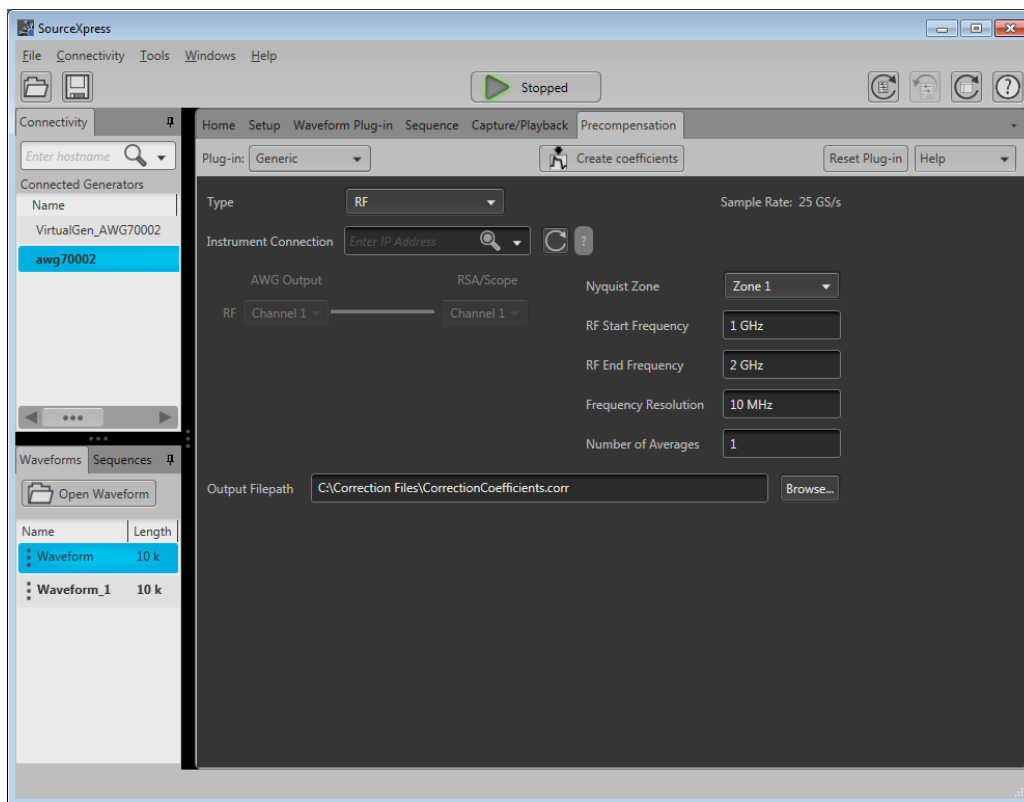 SourceXpress
File Connectivity Tools Windows Help
Stopped
?
Connectivity
Home Setup Waveform Plug-in Sequence Capture/Playback Precompensation
Enter hostname
Plug-in: Generic
Create coefficients
Reset Plug-in
Help
Connected Generators
Name
VirtualGen_AWG70002
awg70002
Type
RF
Sample Rate: 25 GS/s
Instrument Connection
Enter IP Address
?
AWG Output RSA/Scope
RF Channel 1 Channel 1
Nyquist Zone Zone 1
RF Start Frequency 1 GHz
RF End Frequency 2 GHz
Frequency Resolution 10 MHz
Number of Averages 1
Output Filepath C:\Correction Files\CorrectionCoefficients.corr Browse...
Waveforms Sequences
Open Waveform
Name Length
Waveform 10 k
Waveform_1 10 k